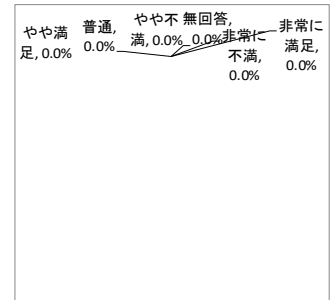 やや満
足, 0.0%
普通,
0.0%
やや不
満, 0.0%
無回答,
0.0%
非常に
不満,
0.0%
非常に
満足,
0.0%